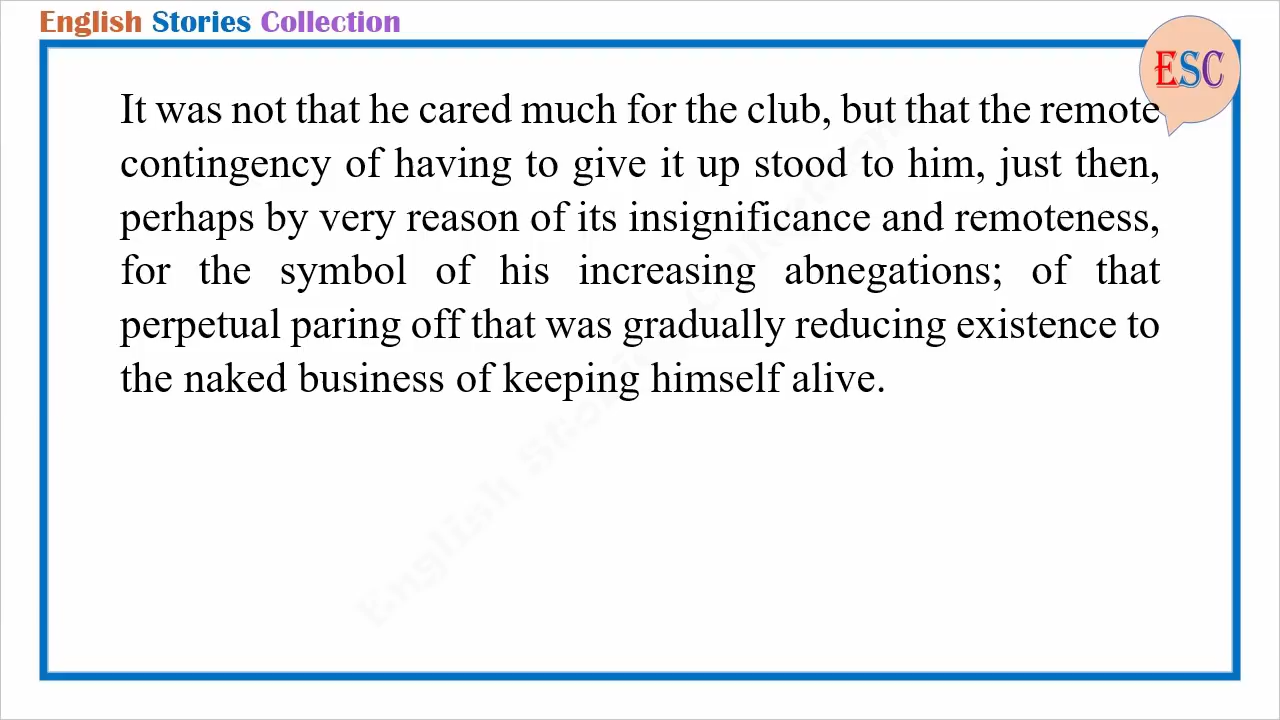 English Stories Collection
ESC
It was not that he cared much for the club, but that the remote
contingency of having to give it up stood to him, just then,
perhaps by very reason of its insignificance and remoteness,
for the symbol of his increasing abnegations; of that
perpetual paring off that was gradually reducing existence to
the naked business of keeping himself alive.
English Stories Collection